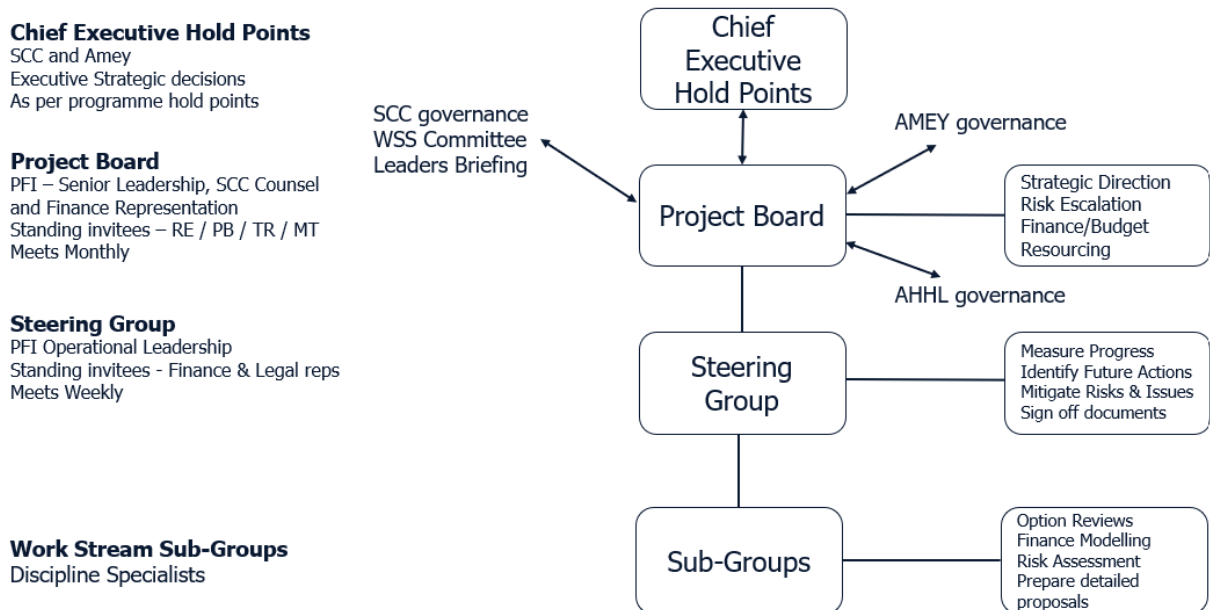 Chief Executive Hold Points
SCC and Amey
Executive Strategic decisions
As per programme hold points
Project Board
PFI – Senior Leadership, SCC Counsel
and Finance Representation
Standing invitees – RE / PB / TR / MT
Meets Monthly
Steering Group
PFI Operational Leadership
Standing invitees - Finance & Legal reps
Meets Weekly
Work Stream Sub-Groups
Discipline Specialists
Chief
Executive
Hold Points
SCC governance
WSS Committee
Leaders Briefing
AMEY governance
Project Board
Strategic Direction
Risk Escalation
Finance/Budget
Resourcing
AHHL governance
Steering
Group
Measure Progress
Identify Future Actions
Mitigate Risks & Issues
Sign off documents
Sub-Groups
Option Reviews
Finance Modelling
Risk Assessment
Prepare detailed
proposals